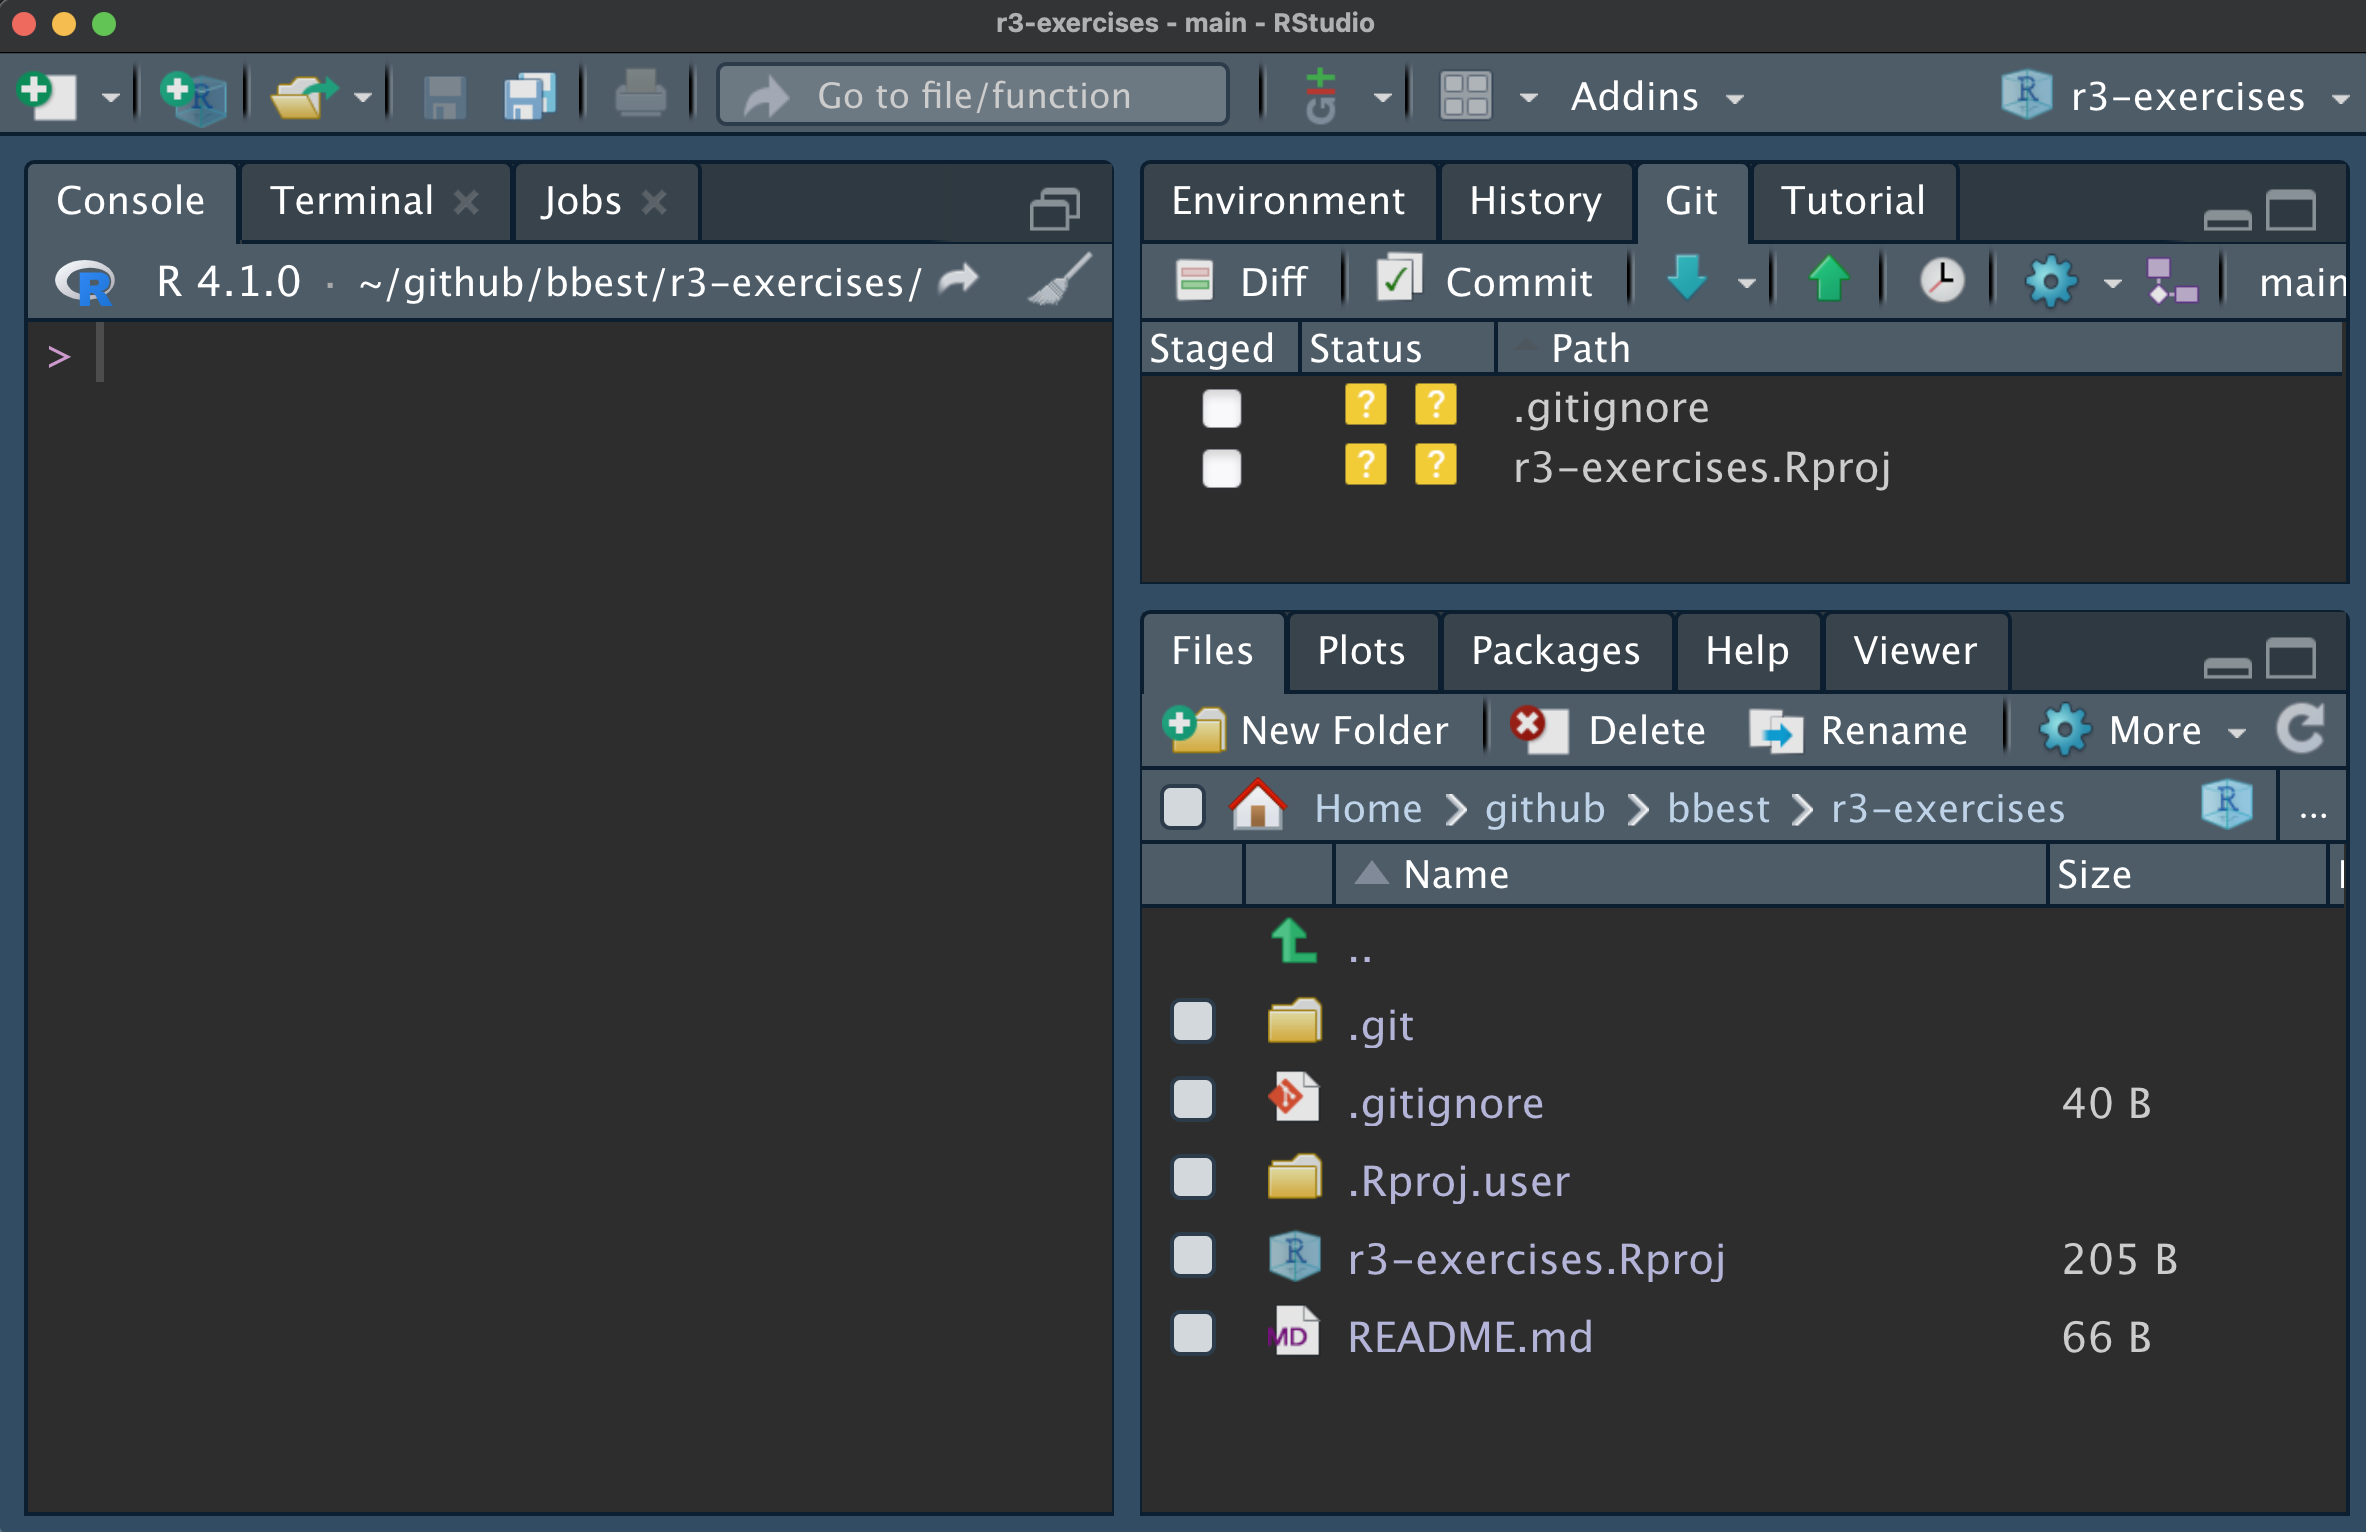 r3-exercises - main - RStudio
Go to file/function
Addins
r3-exercises
Console Terminal Jobs
R 4.1.0 · ~/github/bbest/r3-exercises/
>
Environment History Git Tutorial
Diff Commit main
Staged Status Path
? ? .gitignore
? ? r3-exercises.Rproj
Files Plots Packages Help Viewer
New Folder Delete Rename More
Home github bbest r3-exercises ...
Name Size
..
.git
.gitignore 40 B
.Rproj.user
r3-exercises.Rproj 205 B
MD README.md 66 B